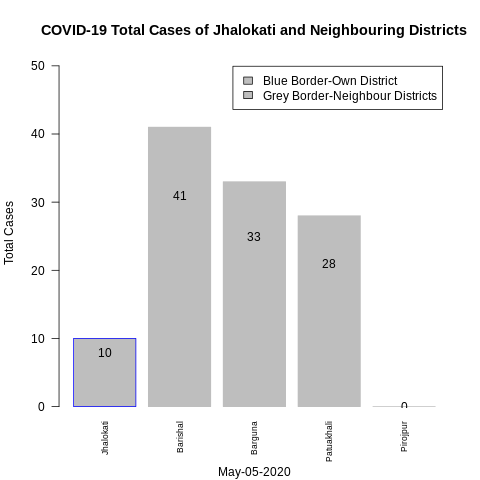 COVID-19 Total Cases of Jhalokati and Neighbouring Districts
Blue Border-Own District
Grey Border-Neighbour Districts
Total Cases
50
40
30
20
10
0
10
41
33
28
0
Jhalokati
Barishal
Barguna
Patuakhali
Pirojpur
May-05-2020